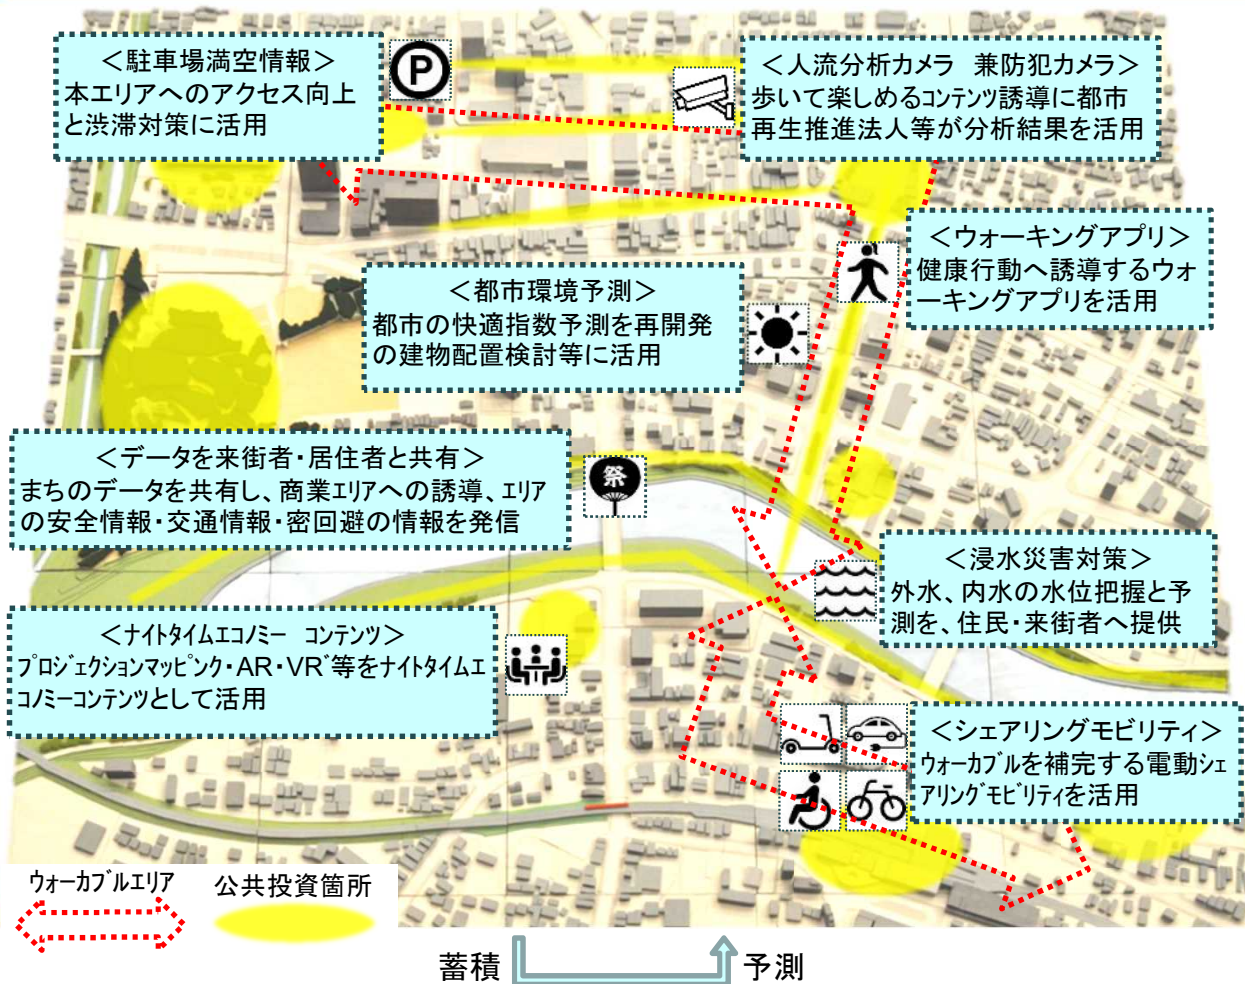 ＜駐車場満空情報＞
本エリアへのアクセス向上
と渋滞対策に活用
P
＜人流分析カメラ　兼防犯カメラ＞
歩いて楽しめるコンテンツ誘導に都市
再生推進法人等が分析結果を活用
＜ウォーキングアプリ＞
健康行動へ誘導するウォ
ーキングアプリを活用
＜都市環境予測＞
都市の快適指数予測を再開発
の建物配置検討等に活用
＜データを来街者・居住者と共有＞
まちのデータを共有し、商業エリアへの誘導、エリア
の安全情報・交通情報・密回避の情報を発信
祭
＜浸水災害対策＞
外水、内水の水位把握と予
測を、住民・来街者へ提供
＜ナイトタイムエコノミー　コンテンツ＞
プロジェクションマッピンク・AR・VR゛等をナイトタイムエ
コノミーコンテンツとして活用
＜シェアリングモビリティ＞
ウォーカブルを補完する電動シェ
アリングモビリティを活用
ウォーカブルエリア
公共投資箇所
蓄積
予測